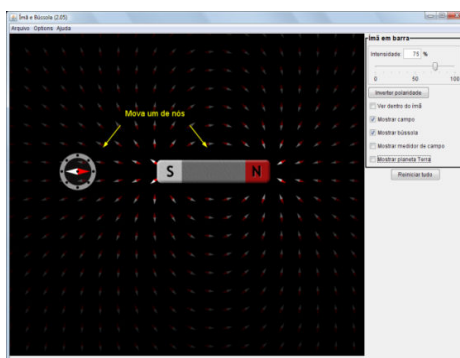 Ímã e Bússola (2.05)
Arquivo Options Ajuda
Mova um de nós
S
N
Ímã em barra
Intensidade: 75 %
0 50 100
Inverter polaridade
Ver dentro do ímã
Mostrar campo
Mostrar bússola
Mostrar medidor de campo
Mostrar planeta Terra
Reiniciar tudo